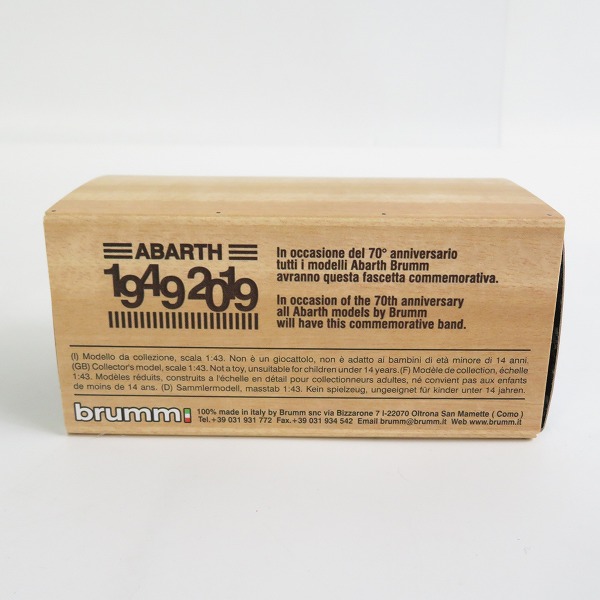 ABARTH
1949 2019
In occasione del 70° anniversario
tutti i modelli Abarth Brumm
avranno questa fascetta commemorativa.
In occasion of the 70th anniversary
all Abarth models by Brumm
will have this commemorative band.
(I) Modello da collezione, scala 1:43. Non è un giocattolo, non è adatto ai bambini di età minore di 14 anni.
(GB) Collector's model, scale 1:43. Not a toy, unsuitable for children under 14 years. (F) Modèle de collection, échelle
1:43. Modèles réduits, construits a l'échelle en détail pour collectionneurs adultes, né convient pas aux enfants
de moins de 14 ans. (D) Sammlermodell, masstab 1:43. Kein spielzeug, ungeeignet für kinder unter 14 jahren.
brumm
100% made in Italy by Brumm snc via Bizzarone 7 I-22070 Oltrona San Mamette ( Como )
Tel.+39 031 931 772 Fax.+39 031 934 542 Email brumm@brumm.it Web www.brumm.it